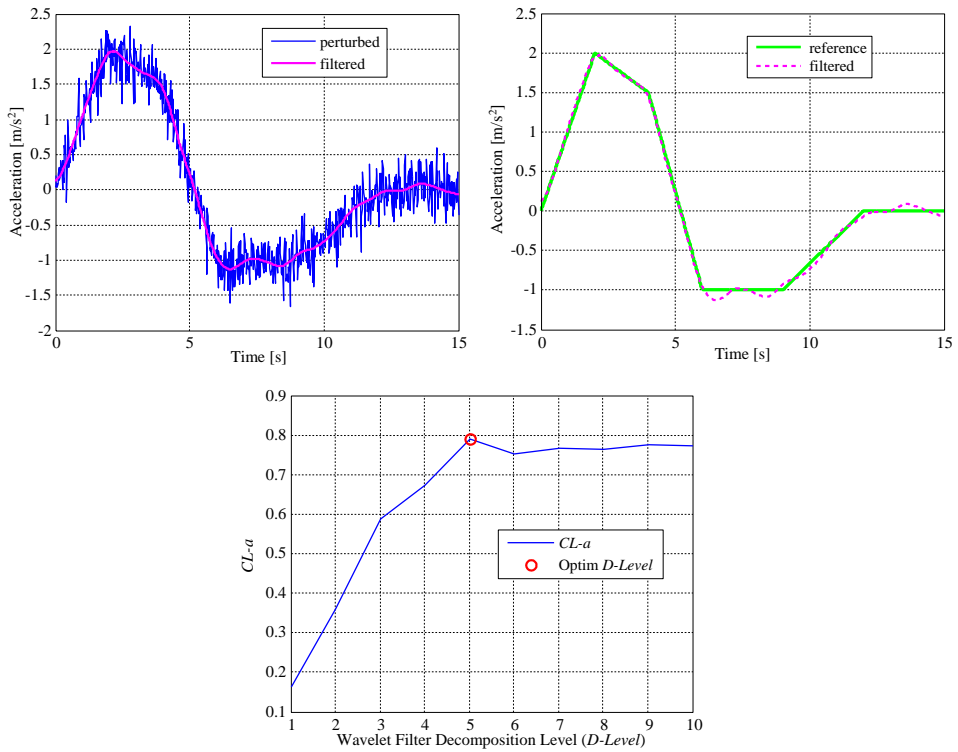 2.5
2
1.5
1
0.5
0
-0.5
-1
-1.5
-2
Acceleration [m/s²]
perturbed
filtered
0
5
10
15
Time [s]
2.5
2
1.5
1
0.5
0
-0.5
-1
-1.5
Acceleration [m/s²]
reference
filtered
0
5
10
15
Time [s]
0.9
0.8
0.7
0.6
0.5
0.4
0.3
0.2
0.1
CL-a
CL-a
Optim D-Level
1 2 3 4 5 6 7 8 9 10
Wavelet Filter Decomposition Level (D-Level)